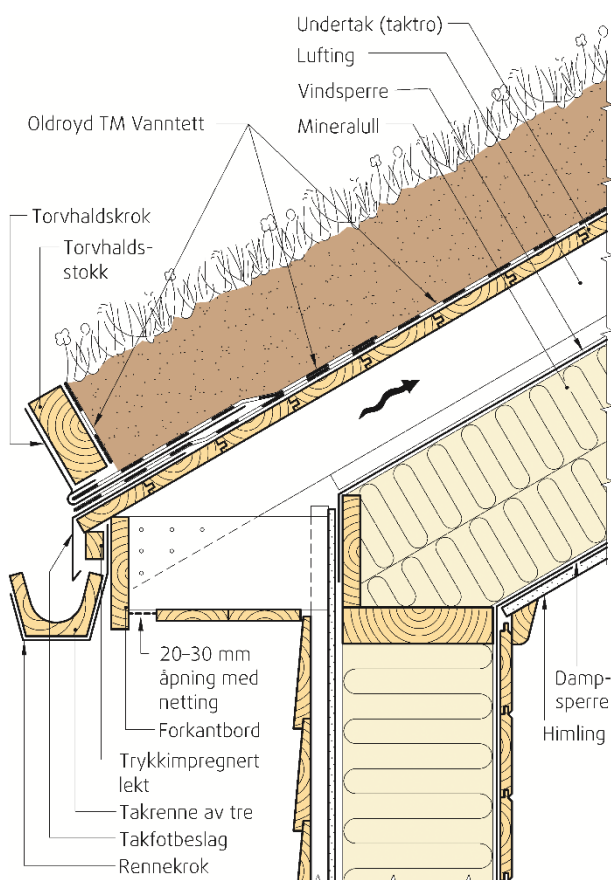 Undertak (taktro)
Lufting
Vindsperre
Mineralull
Oldroyd TM Vanntett
Torvhaldskrok
Torvhalds-
stokk
20–30 mm
åpning med
netting
Forkantbord
Trykkimpregnert
lekt
Takrenne av tre
Takfotbeslag
Rennekrok
Damp-
sperre
Himling